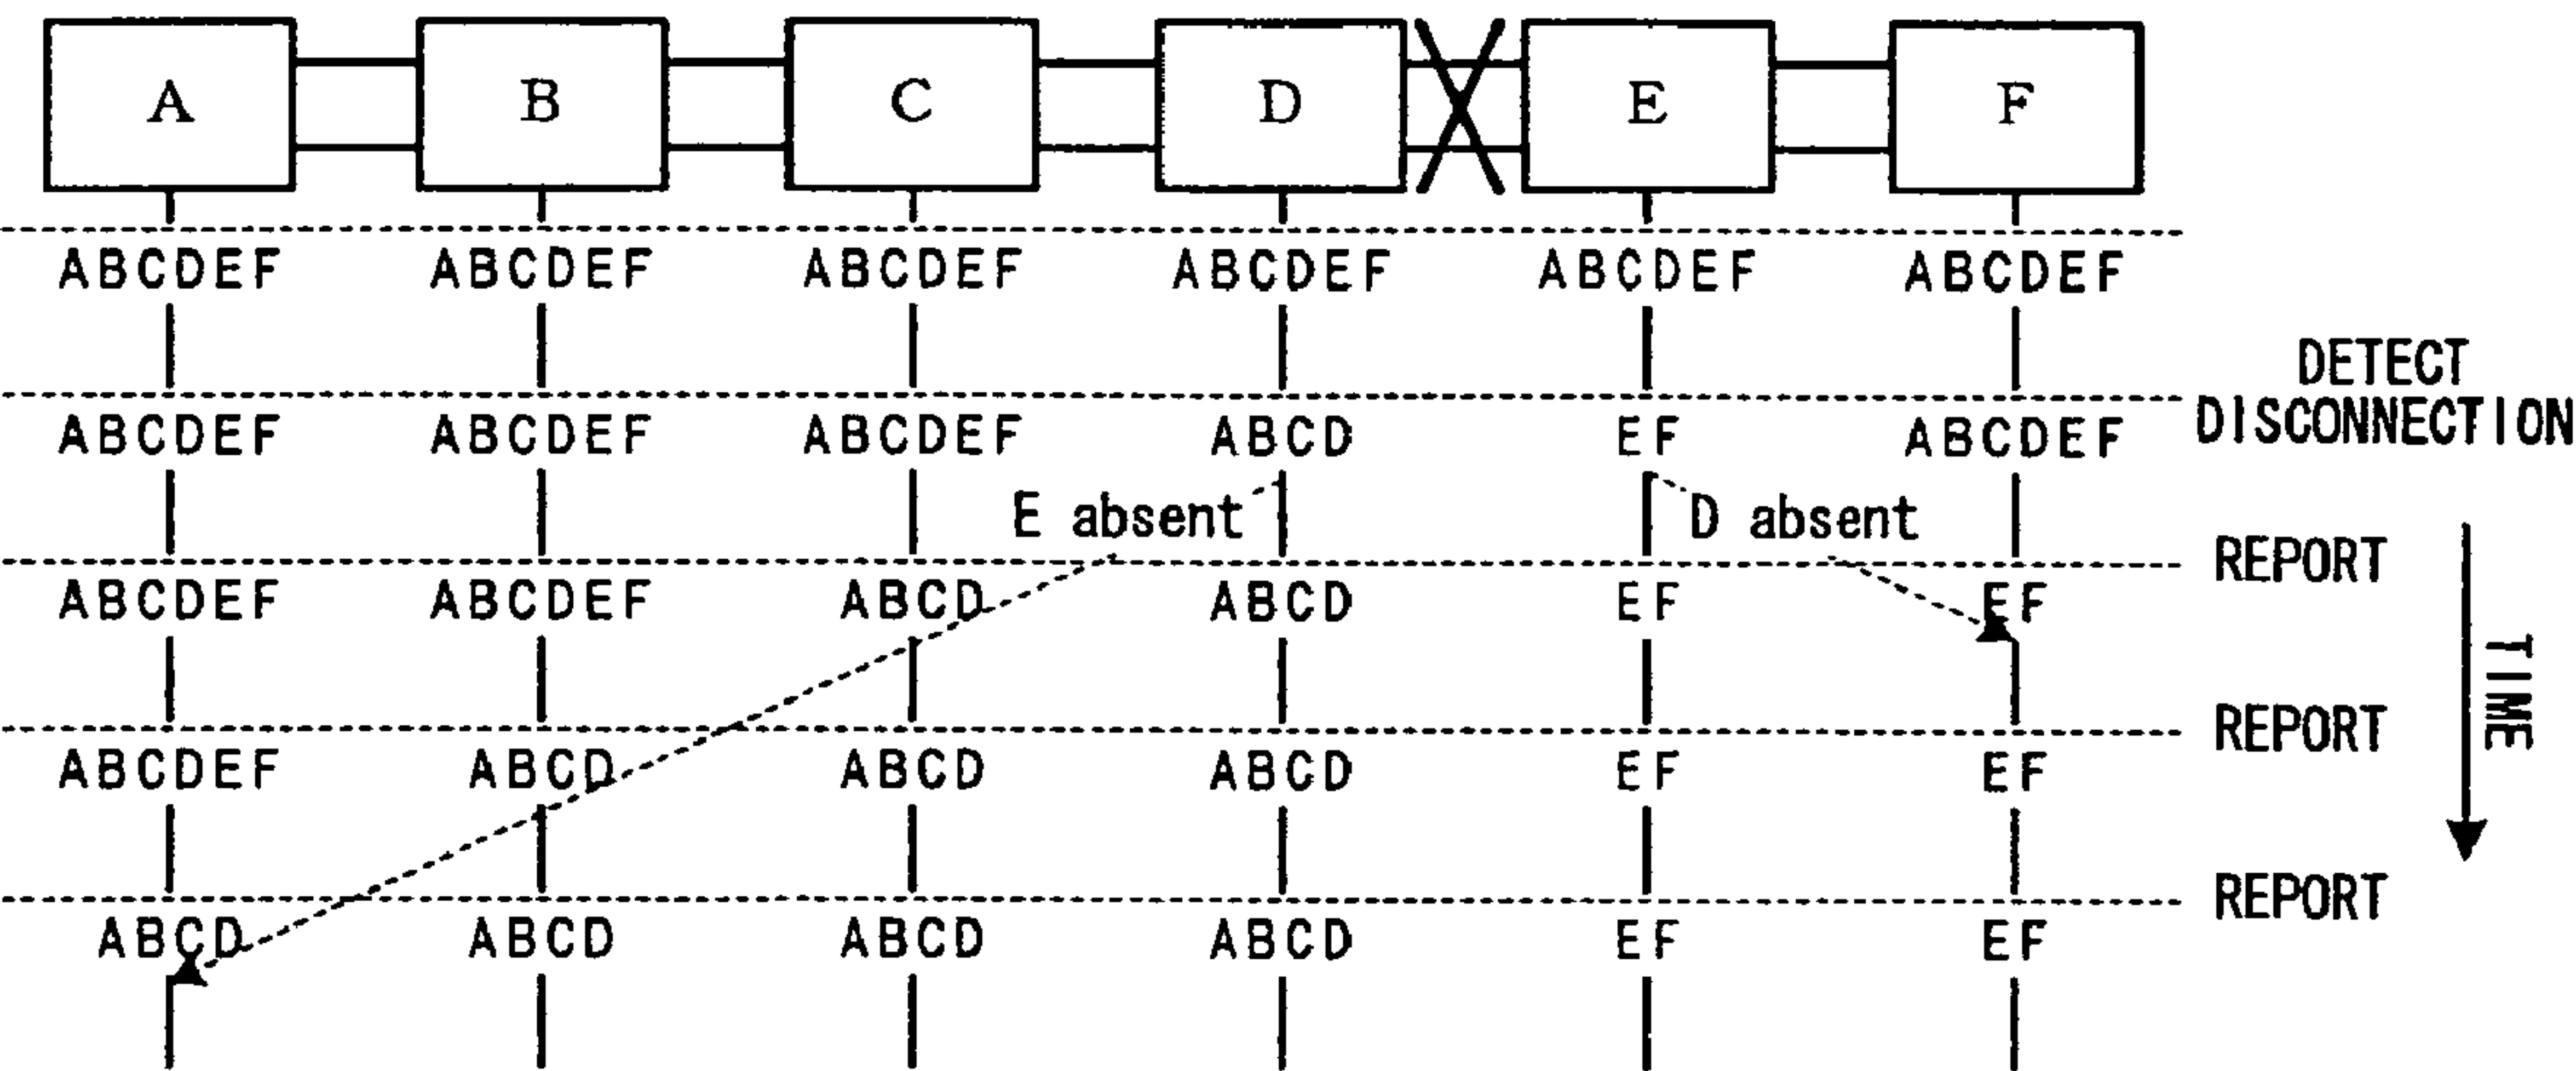 A B C D E F
ABCDEF ABCDEF ABCDEF ABCDEF ABCDEF ABCDEF
DETECT
DISCONNECTION
ABCDEF ABCDEF ABCDEF ABCD EF ABCDEF
E absent D absent
REPORT
ABCDEF ABCDEF ABCD ABCD EF EF
TIME
REPORT
ABCDEF ABCD ABCD ABCD EF EF
REPORT
ABCD ABCD ABCD ABCD EF EF